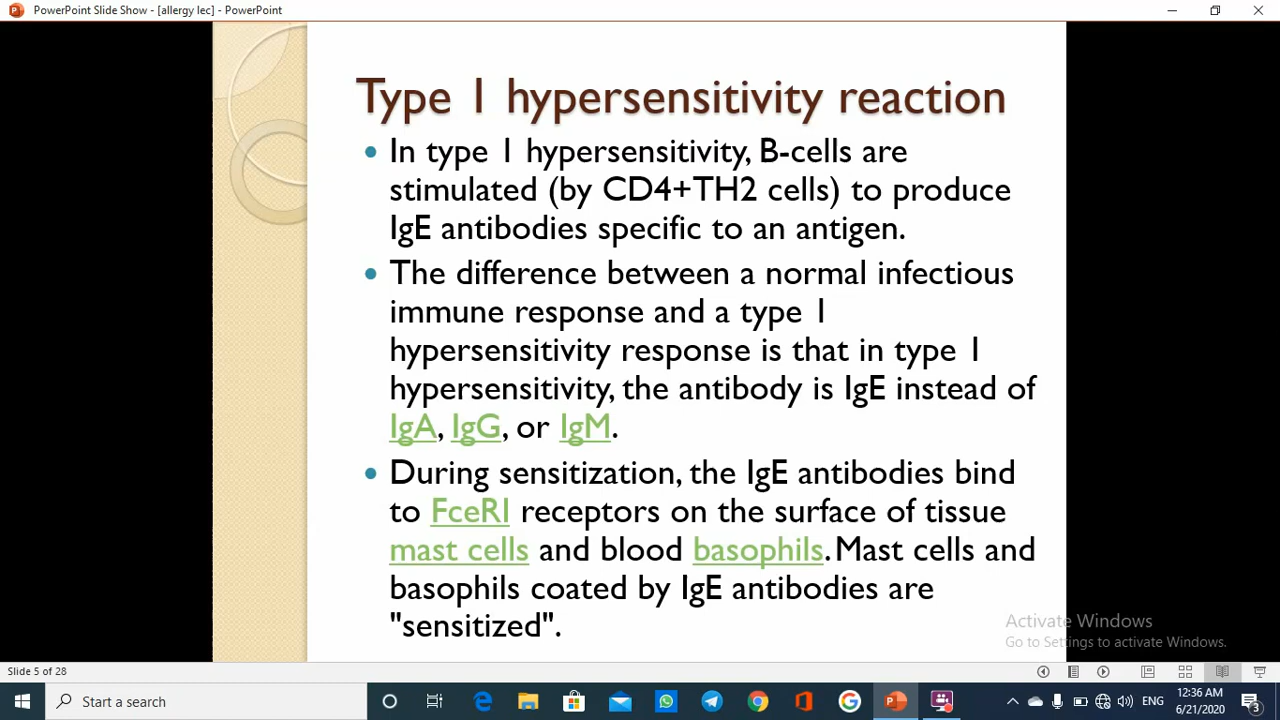 PowerPoint Slide Show - [allergy lec] - PowerPoint
Type 1 hypersensitivity reaction
In type 1 hypersensitivity, B-cells are
stimulated (by CD4+TH2 cells) to produce
IgE antibodies specific to an antigen.
The difference between a normal infectious
immune response and a type 1
hypersensitivity response is that in type 1
hypersensitivity, the antibody is IgE instead of
IgA, IgG, or IgM.
During sensitization, the IgE antibodies bind
to FceRI receptors on the surface of tissue
mast cells and blood basophils. Mast cells and
basophils coated by IgE antibodies are
"sensitized".
Activate Windows
Go to Settings to activate Windows.
Slide 5 of 28
Start a search
ENG
12:36 AM
6/21/2020
3